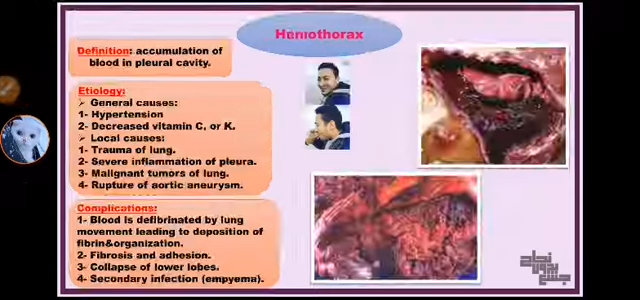 Hemothorax
Definition: accumulation of
blood in pleural cavity.
Etiology:
➢ General causes:
1- Hypertension
2- Decreased vitamin C, or K.
➢ Local causes:
1- Trauma of lung.
2- Severe inflammation of pleura.
3- Malignant tumors of lung.
4- Rupture of aortic aneurysm.
Complications:
1- Blood is defibrinated by lung
movement leading to deposition of
fibrin&organization.
2- Fibrosis and adhesion.
3- Collapse of lower lobes.
4- Secondary infection (empyema).